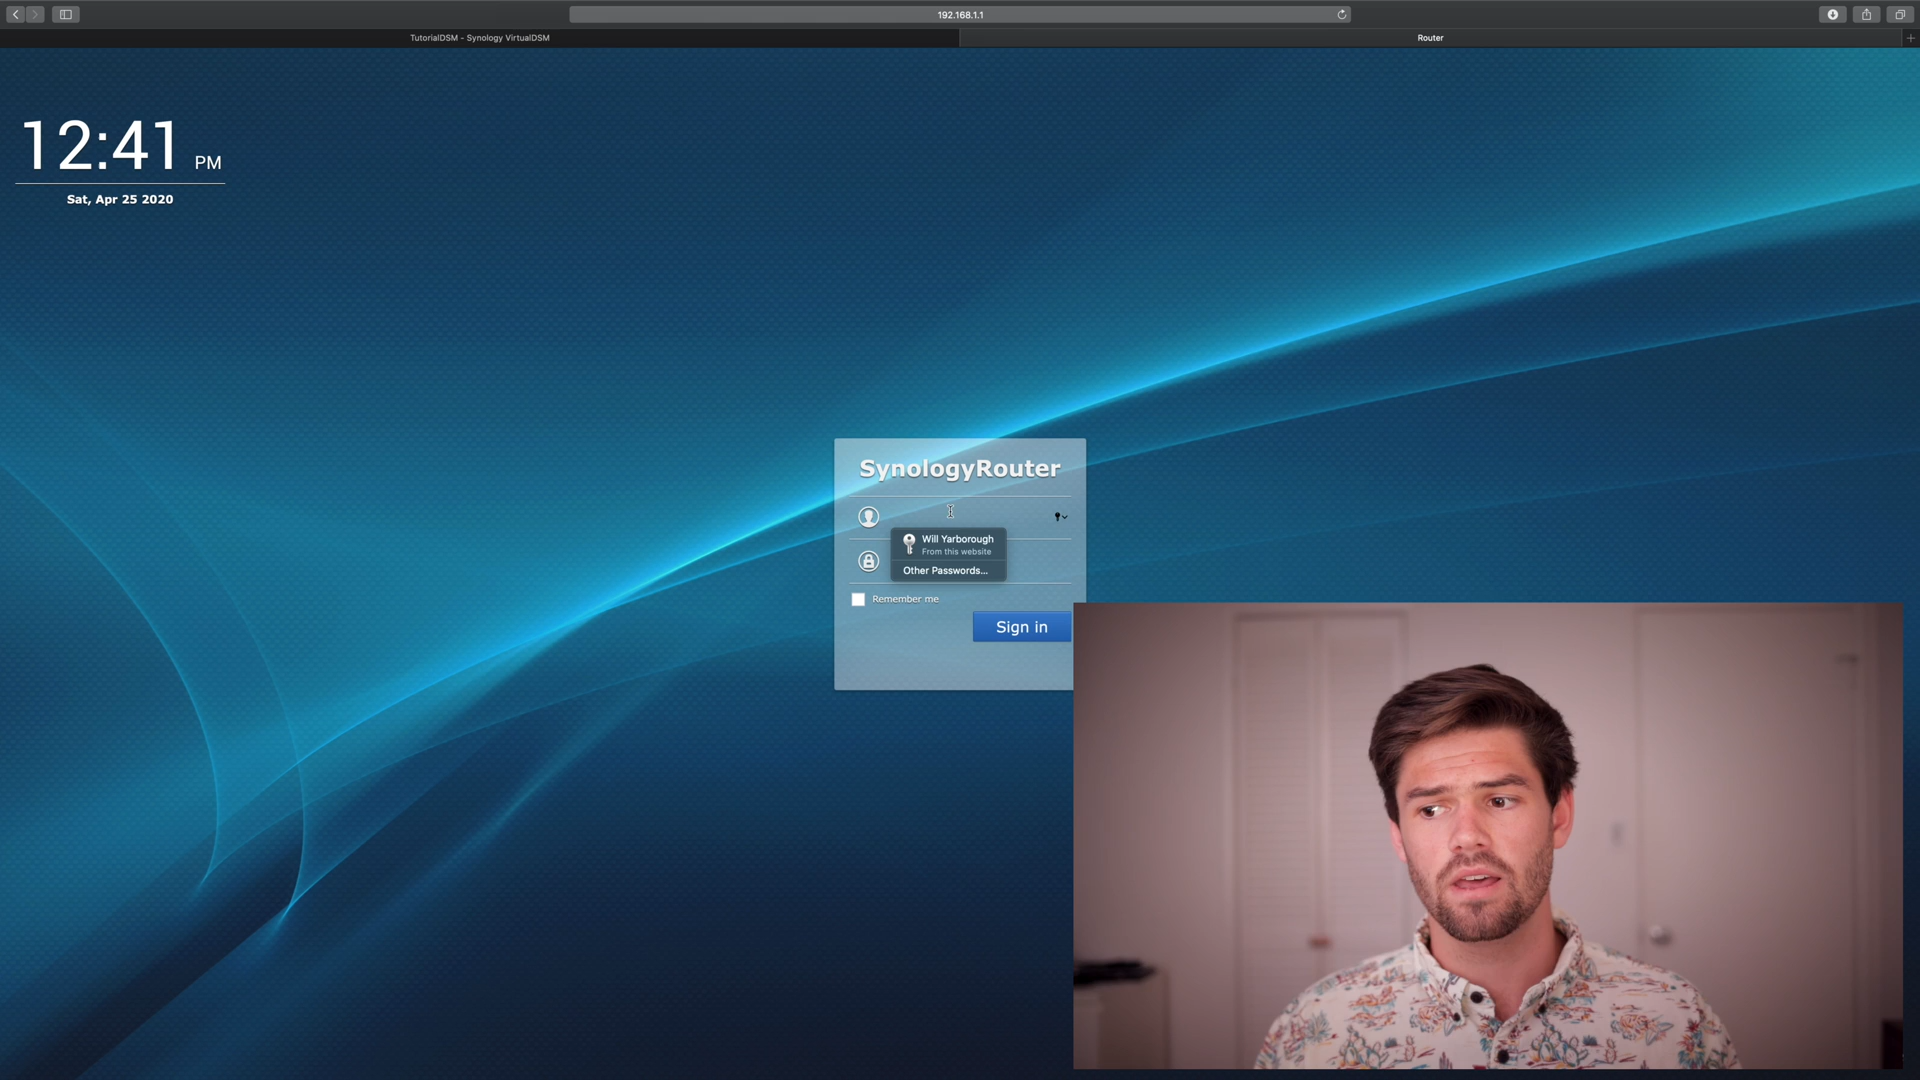 192.168.1.1
TutorialDSM - Synology VirtualDSM
Router
12:41 PM
Sat, Apr 25 2020
SynologyRouter
Will Yarborough
From this website
Other Passwords...
Remember me
Sign in